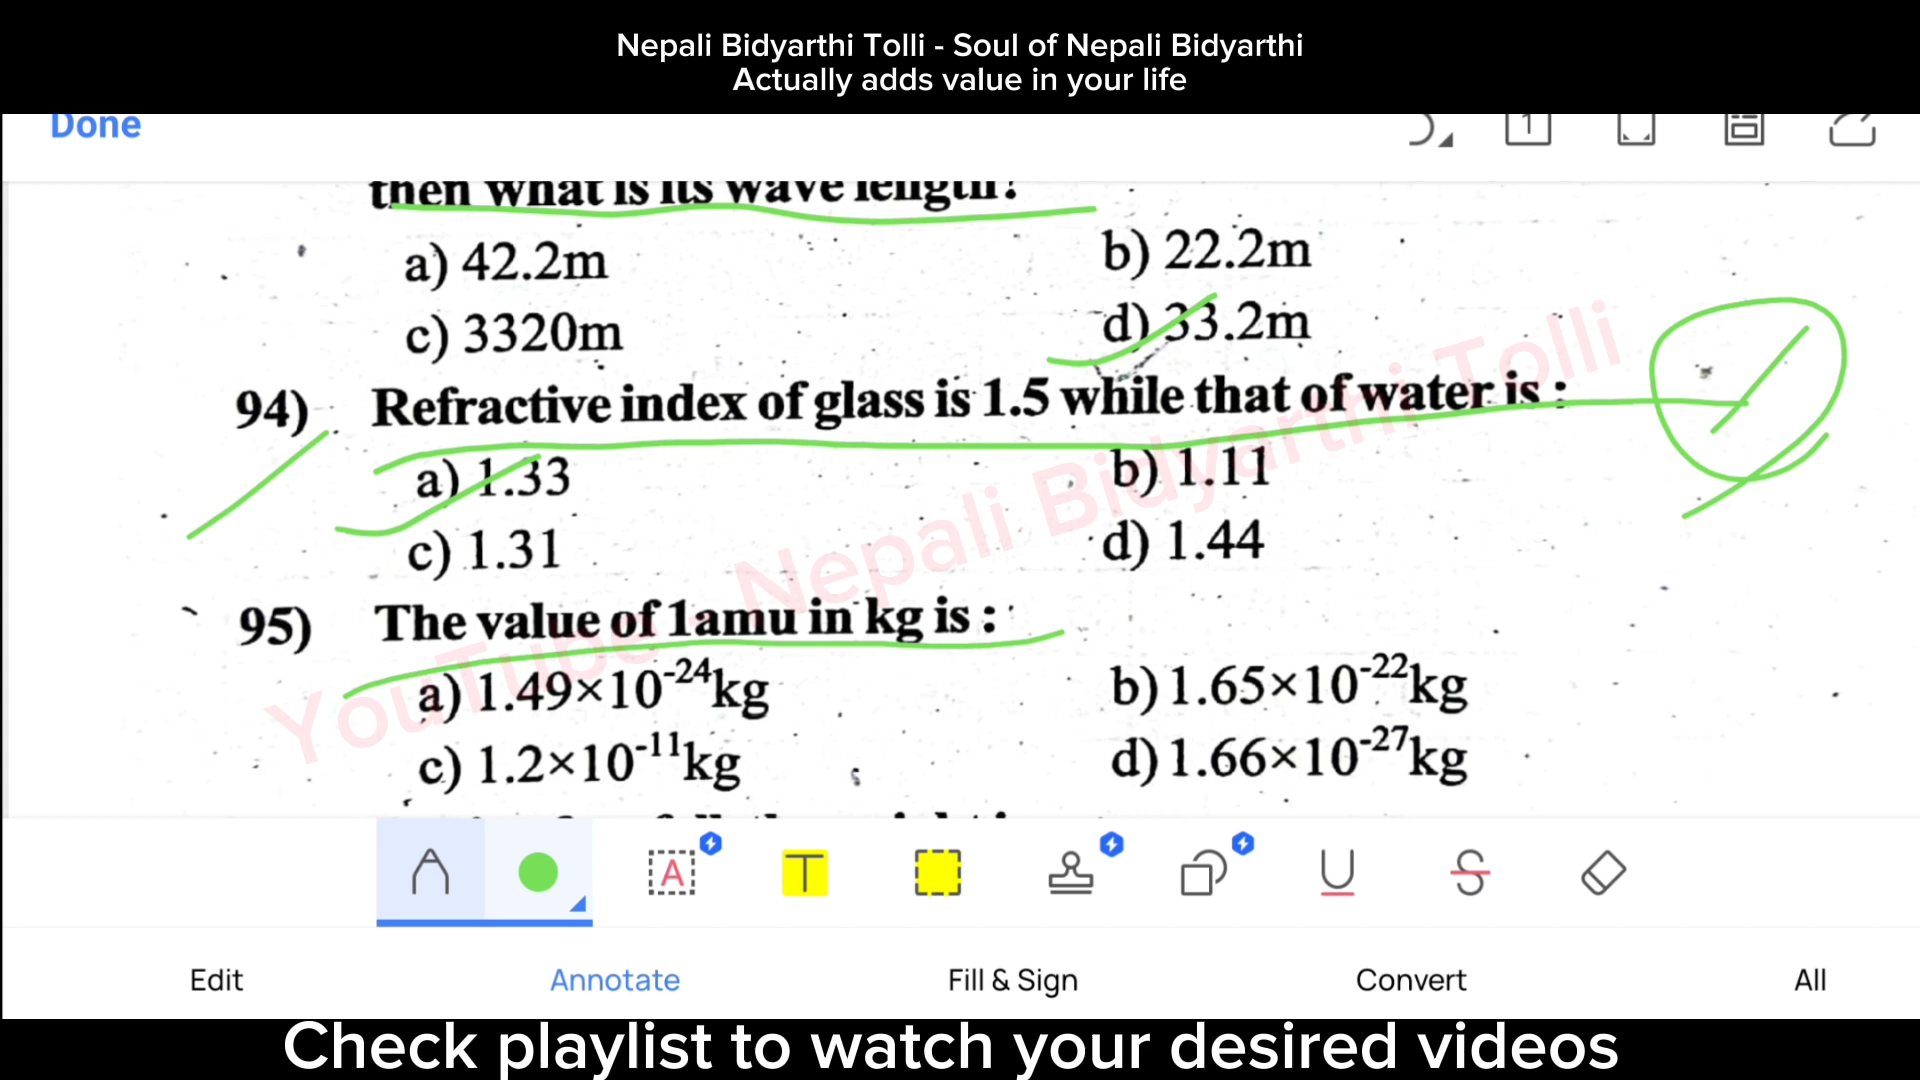 Nepali Bidyarthi Tolli - Soul of Nepali Bidyarthi
Actually adds value in your life
Done
then what is its wave length?
a) 42.2m
b) 22.2m
c) 3320m
d) 33.2m
94) Refractive index of glass is 1.5 while that of water is :
a) 1.33
b) 1.11
c) 1.31
d) 1.44
95) The value of 1amu in kg is :
a) 1.49×10⁻²⁴kg
b) 1.65×10⁻²²kg
c) 1.2×10⁻¹¹kg
d) 1.66×10⁻²⁷kg
YouTube - Nepali Bidyarthi Tolli
Edit
Annotate
Fill & Sign
Convert
All
Check playlist to watch your desired videos